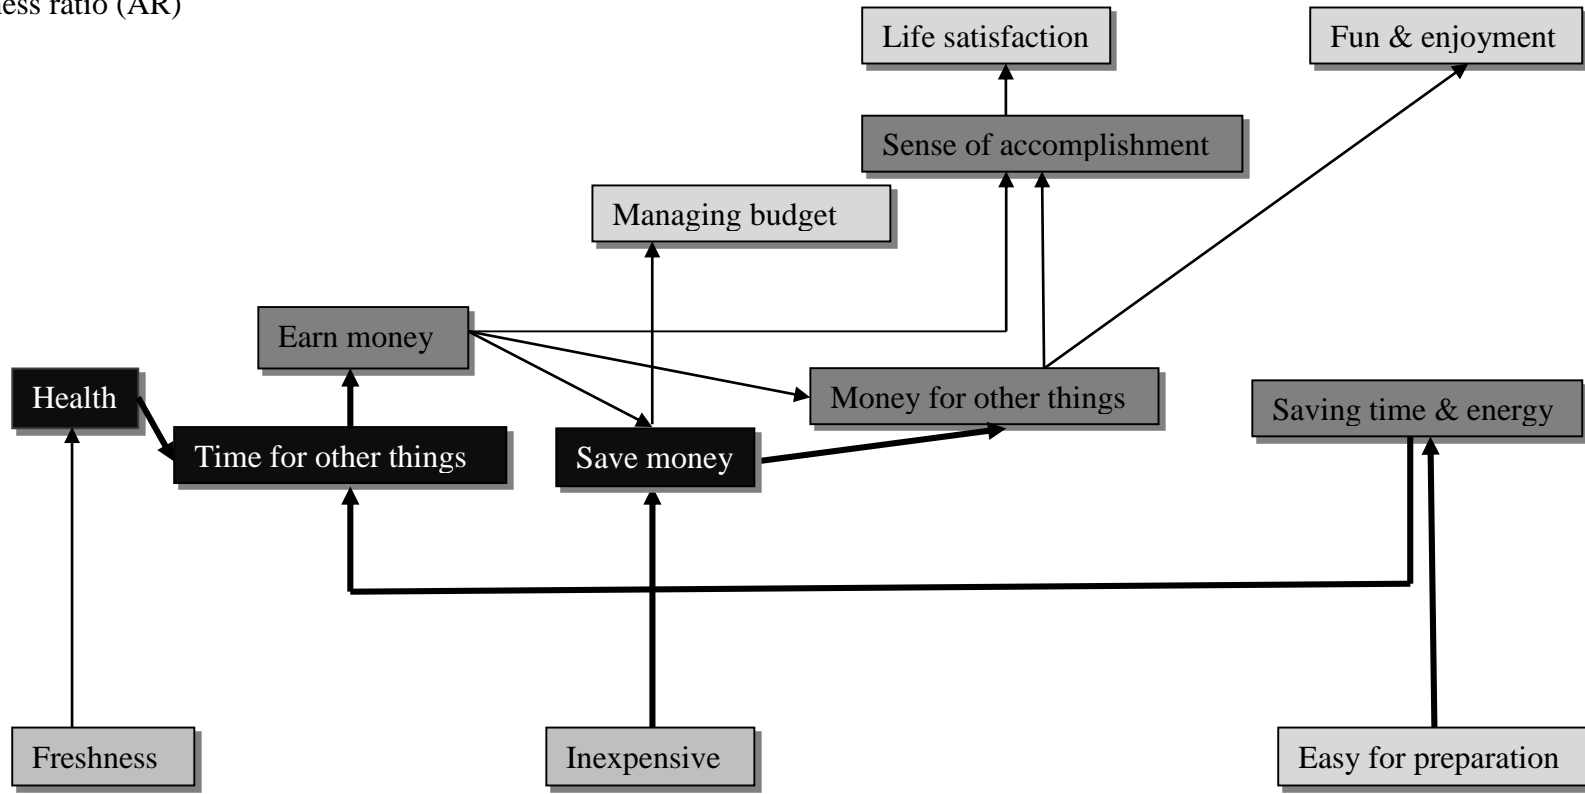 ratio (AR)
Life satisfaction
Fun & enjoyment
Sense of accomplishment
Managing budget
Earn money
Health
Money for other things
Saving time & energy
Time for other things
Save money
Freshness
Inexpensive
Easy for preparation